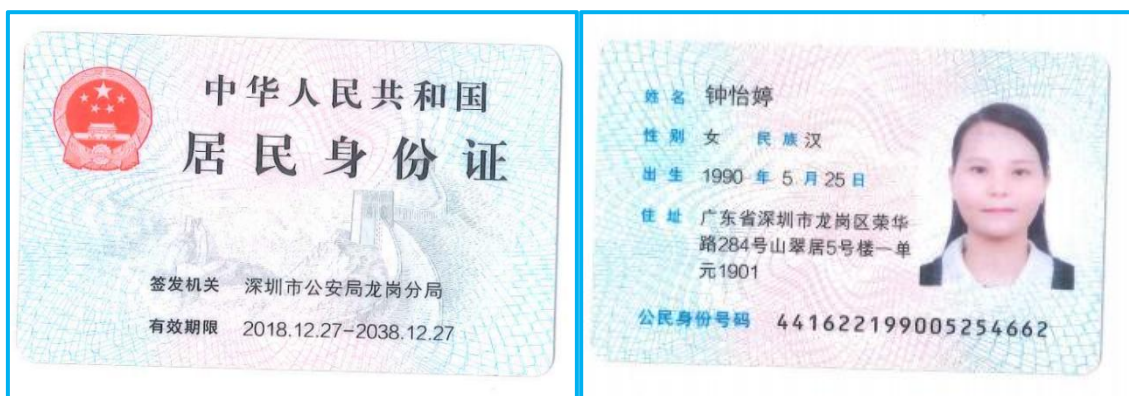 中华人民共和国
居民身份证
签发机关 深圳市公安局龙岗分局
有效期限 2018.12.27-2038.12.27
姓名 钟怡婷
性别 女 民族 汉
出生 1990 年 5 月 25 日
住址 广东省深圳市龙岗区荣华
路284号山翠居5号楼一单
元1901
公民身份号码 441622199005254662